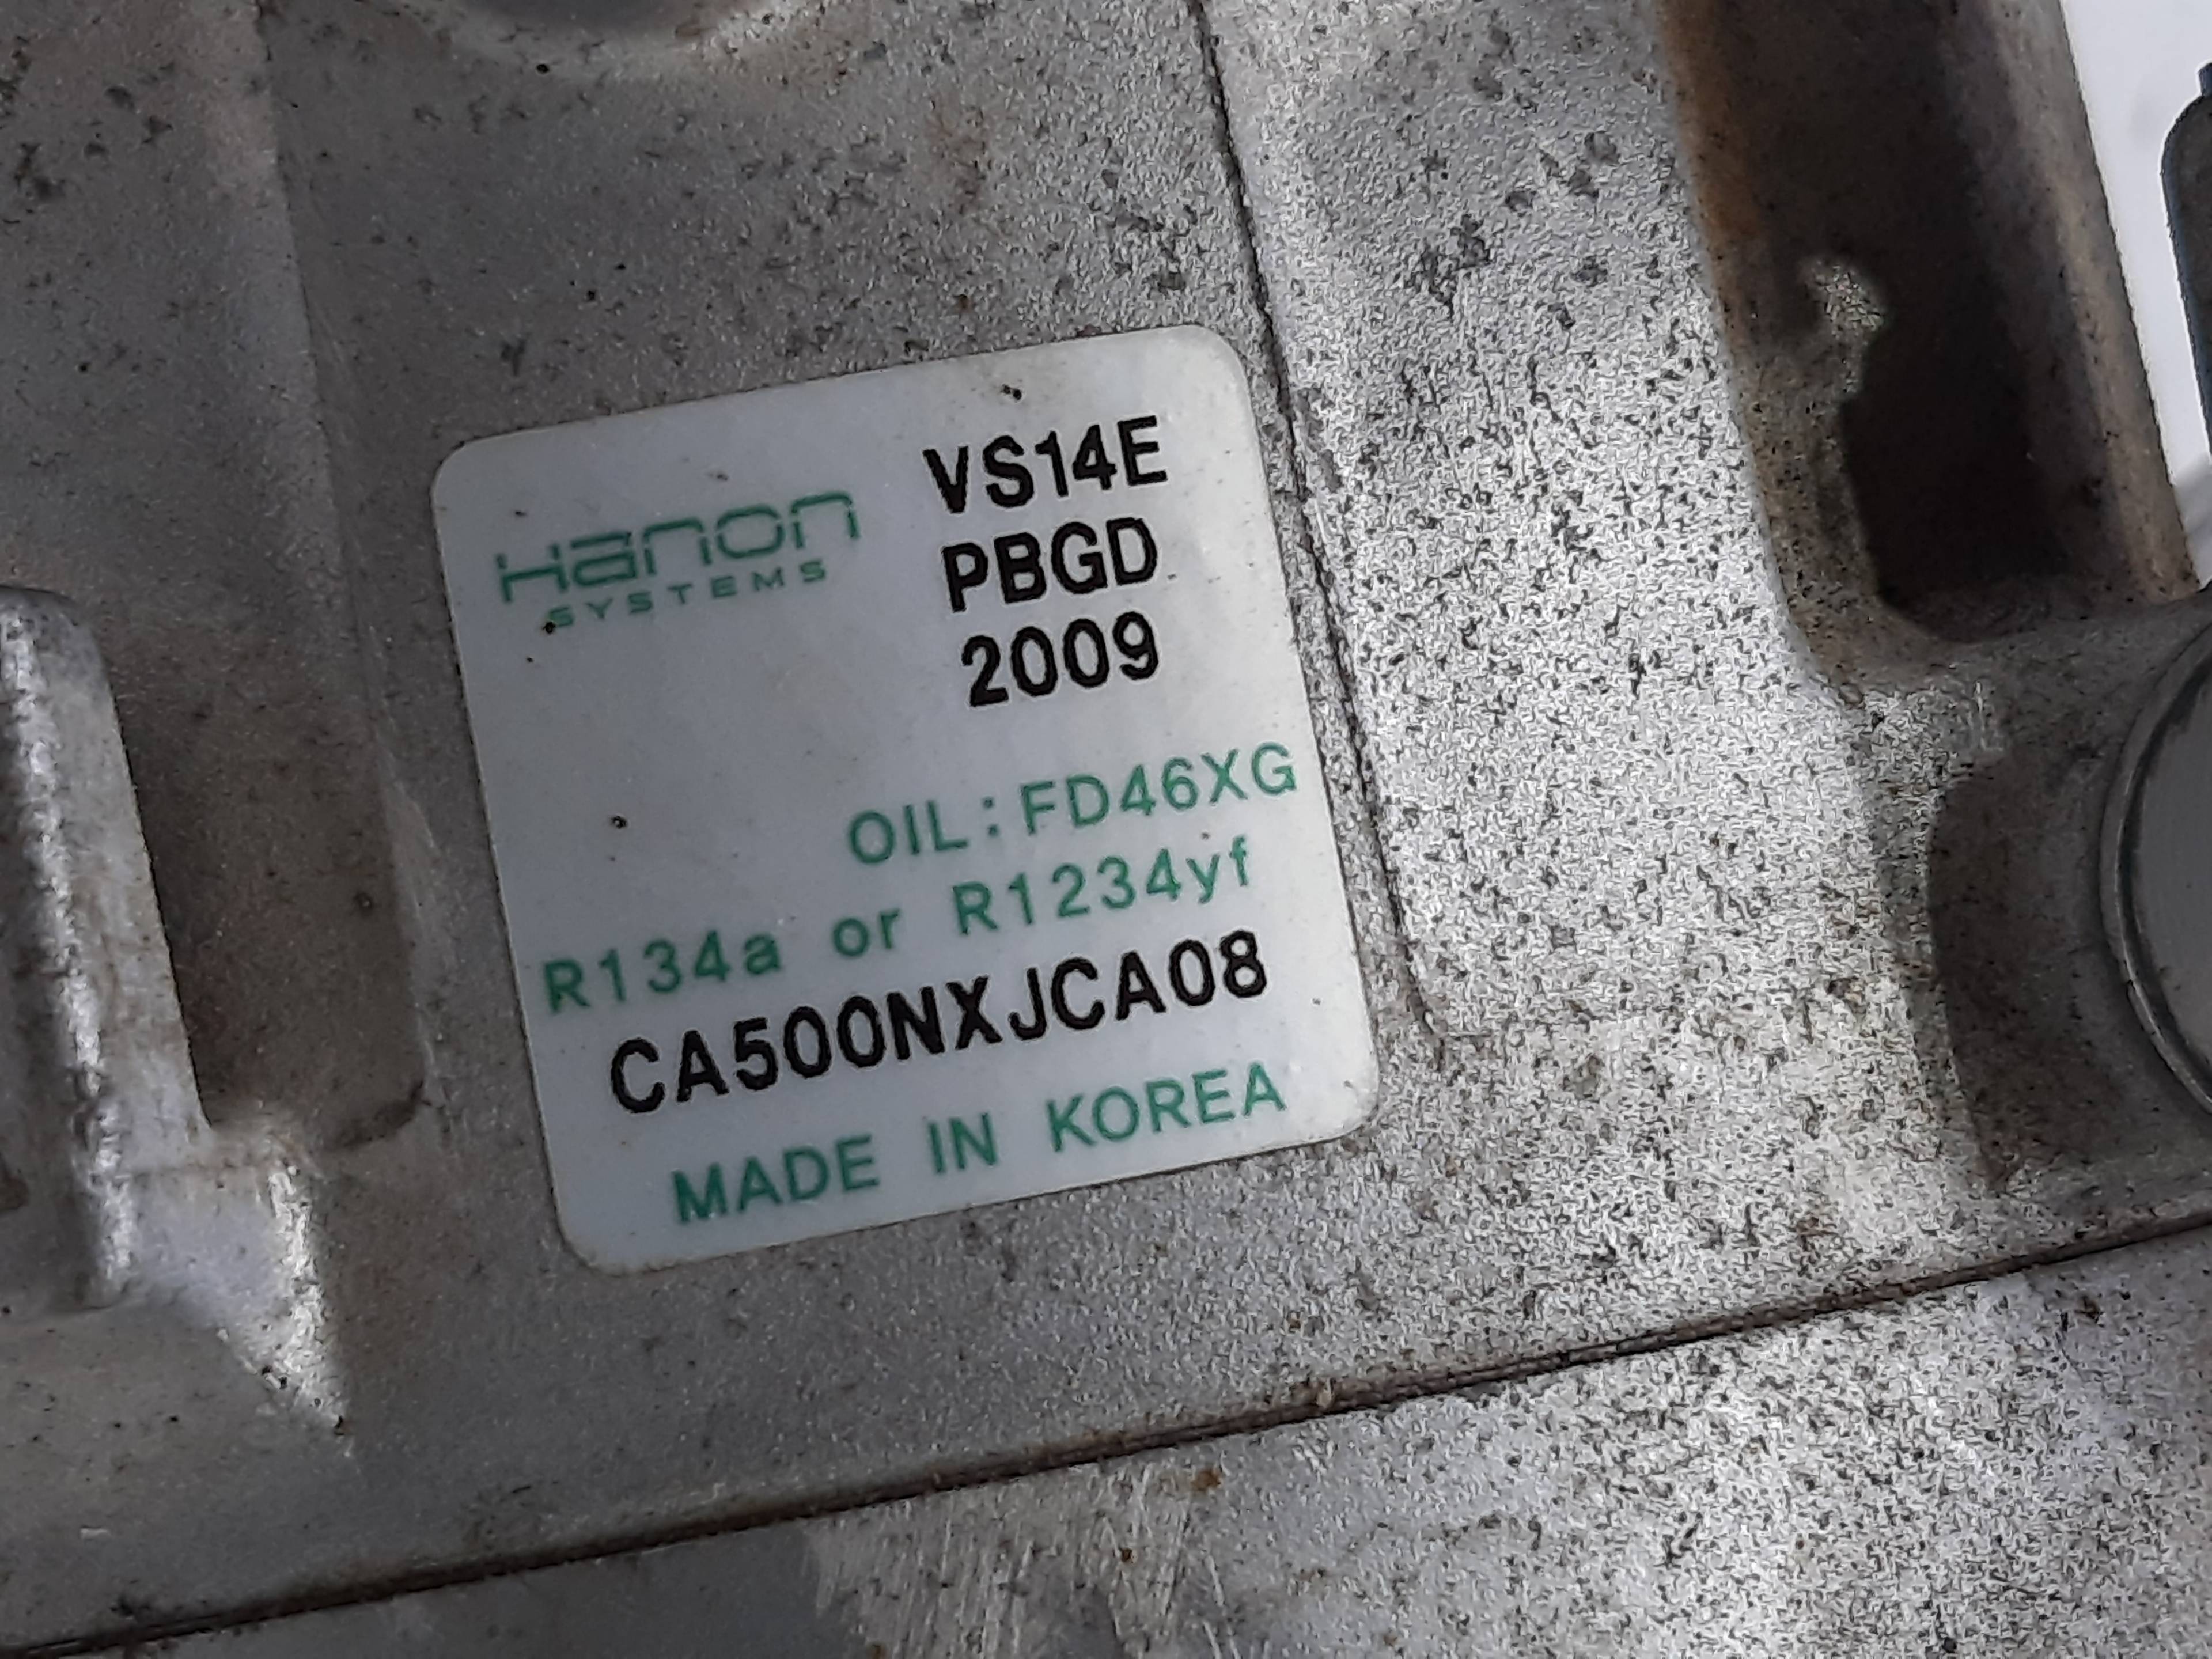 Hanon
SYSTEMS
VS14E
PBGD
2009
OIL:FD46XG
R134a or R1234yf
CA500NXJCA08
MADE IN KOREA